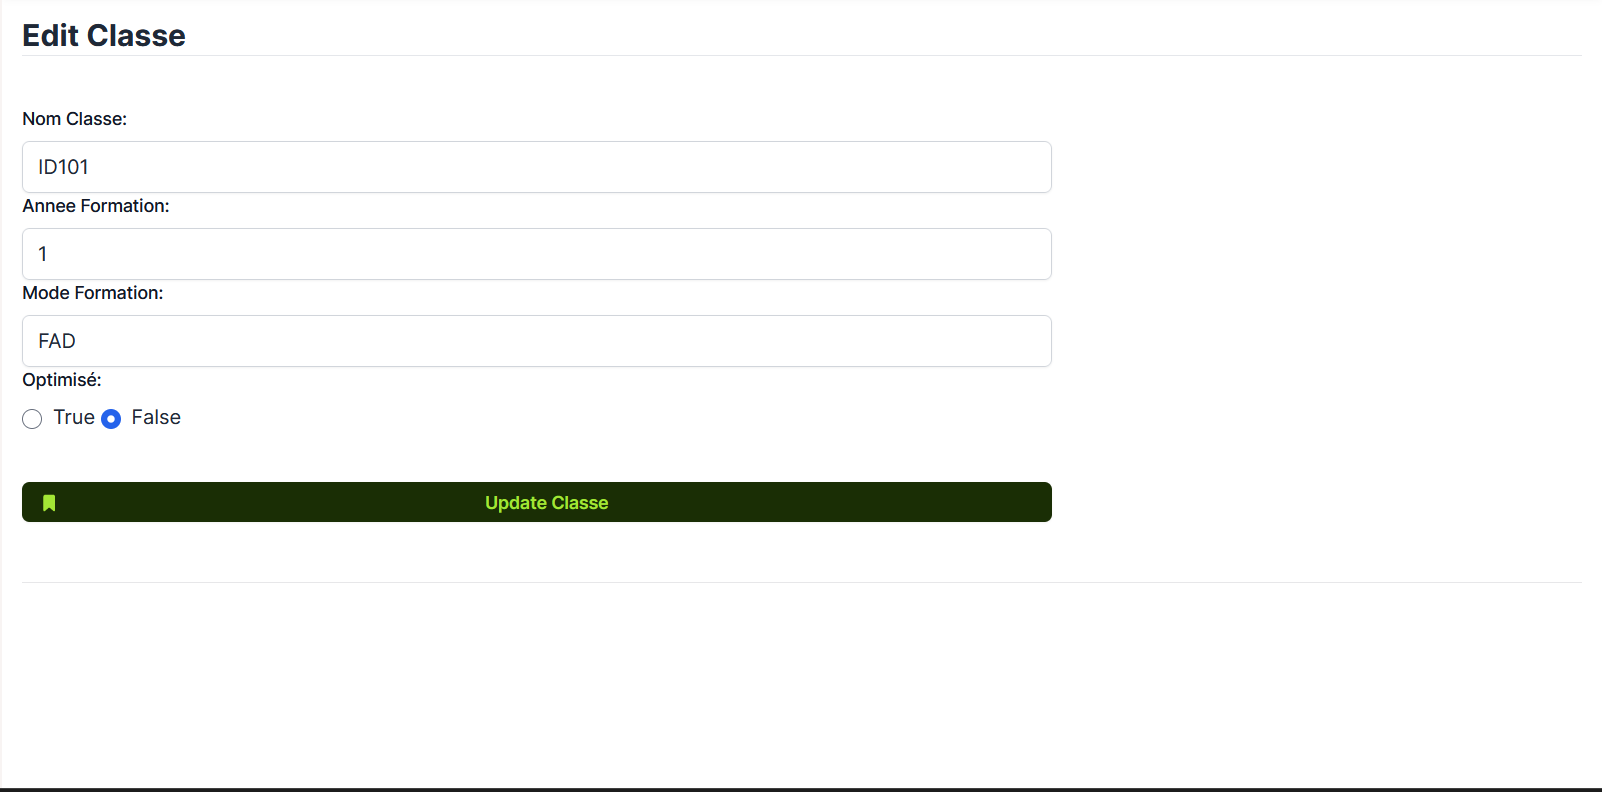 Edit Classe
Nom Classe:
ID101
Annee Formation:
1
Mode Formation:
FAD
Optimisé:
True False
Update Classe